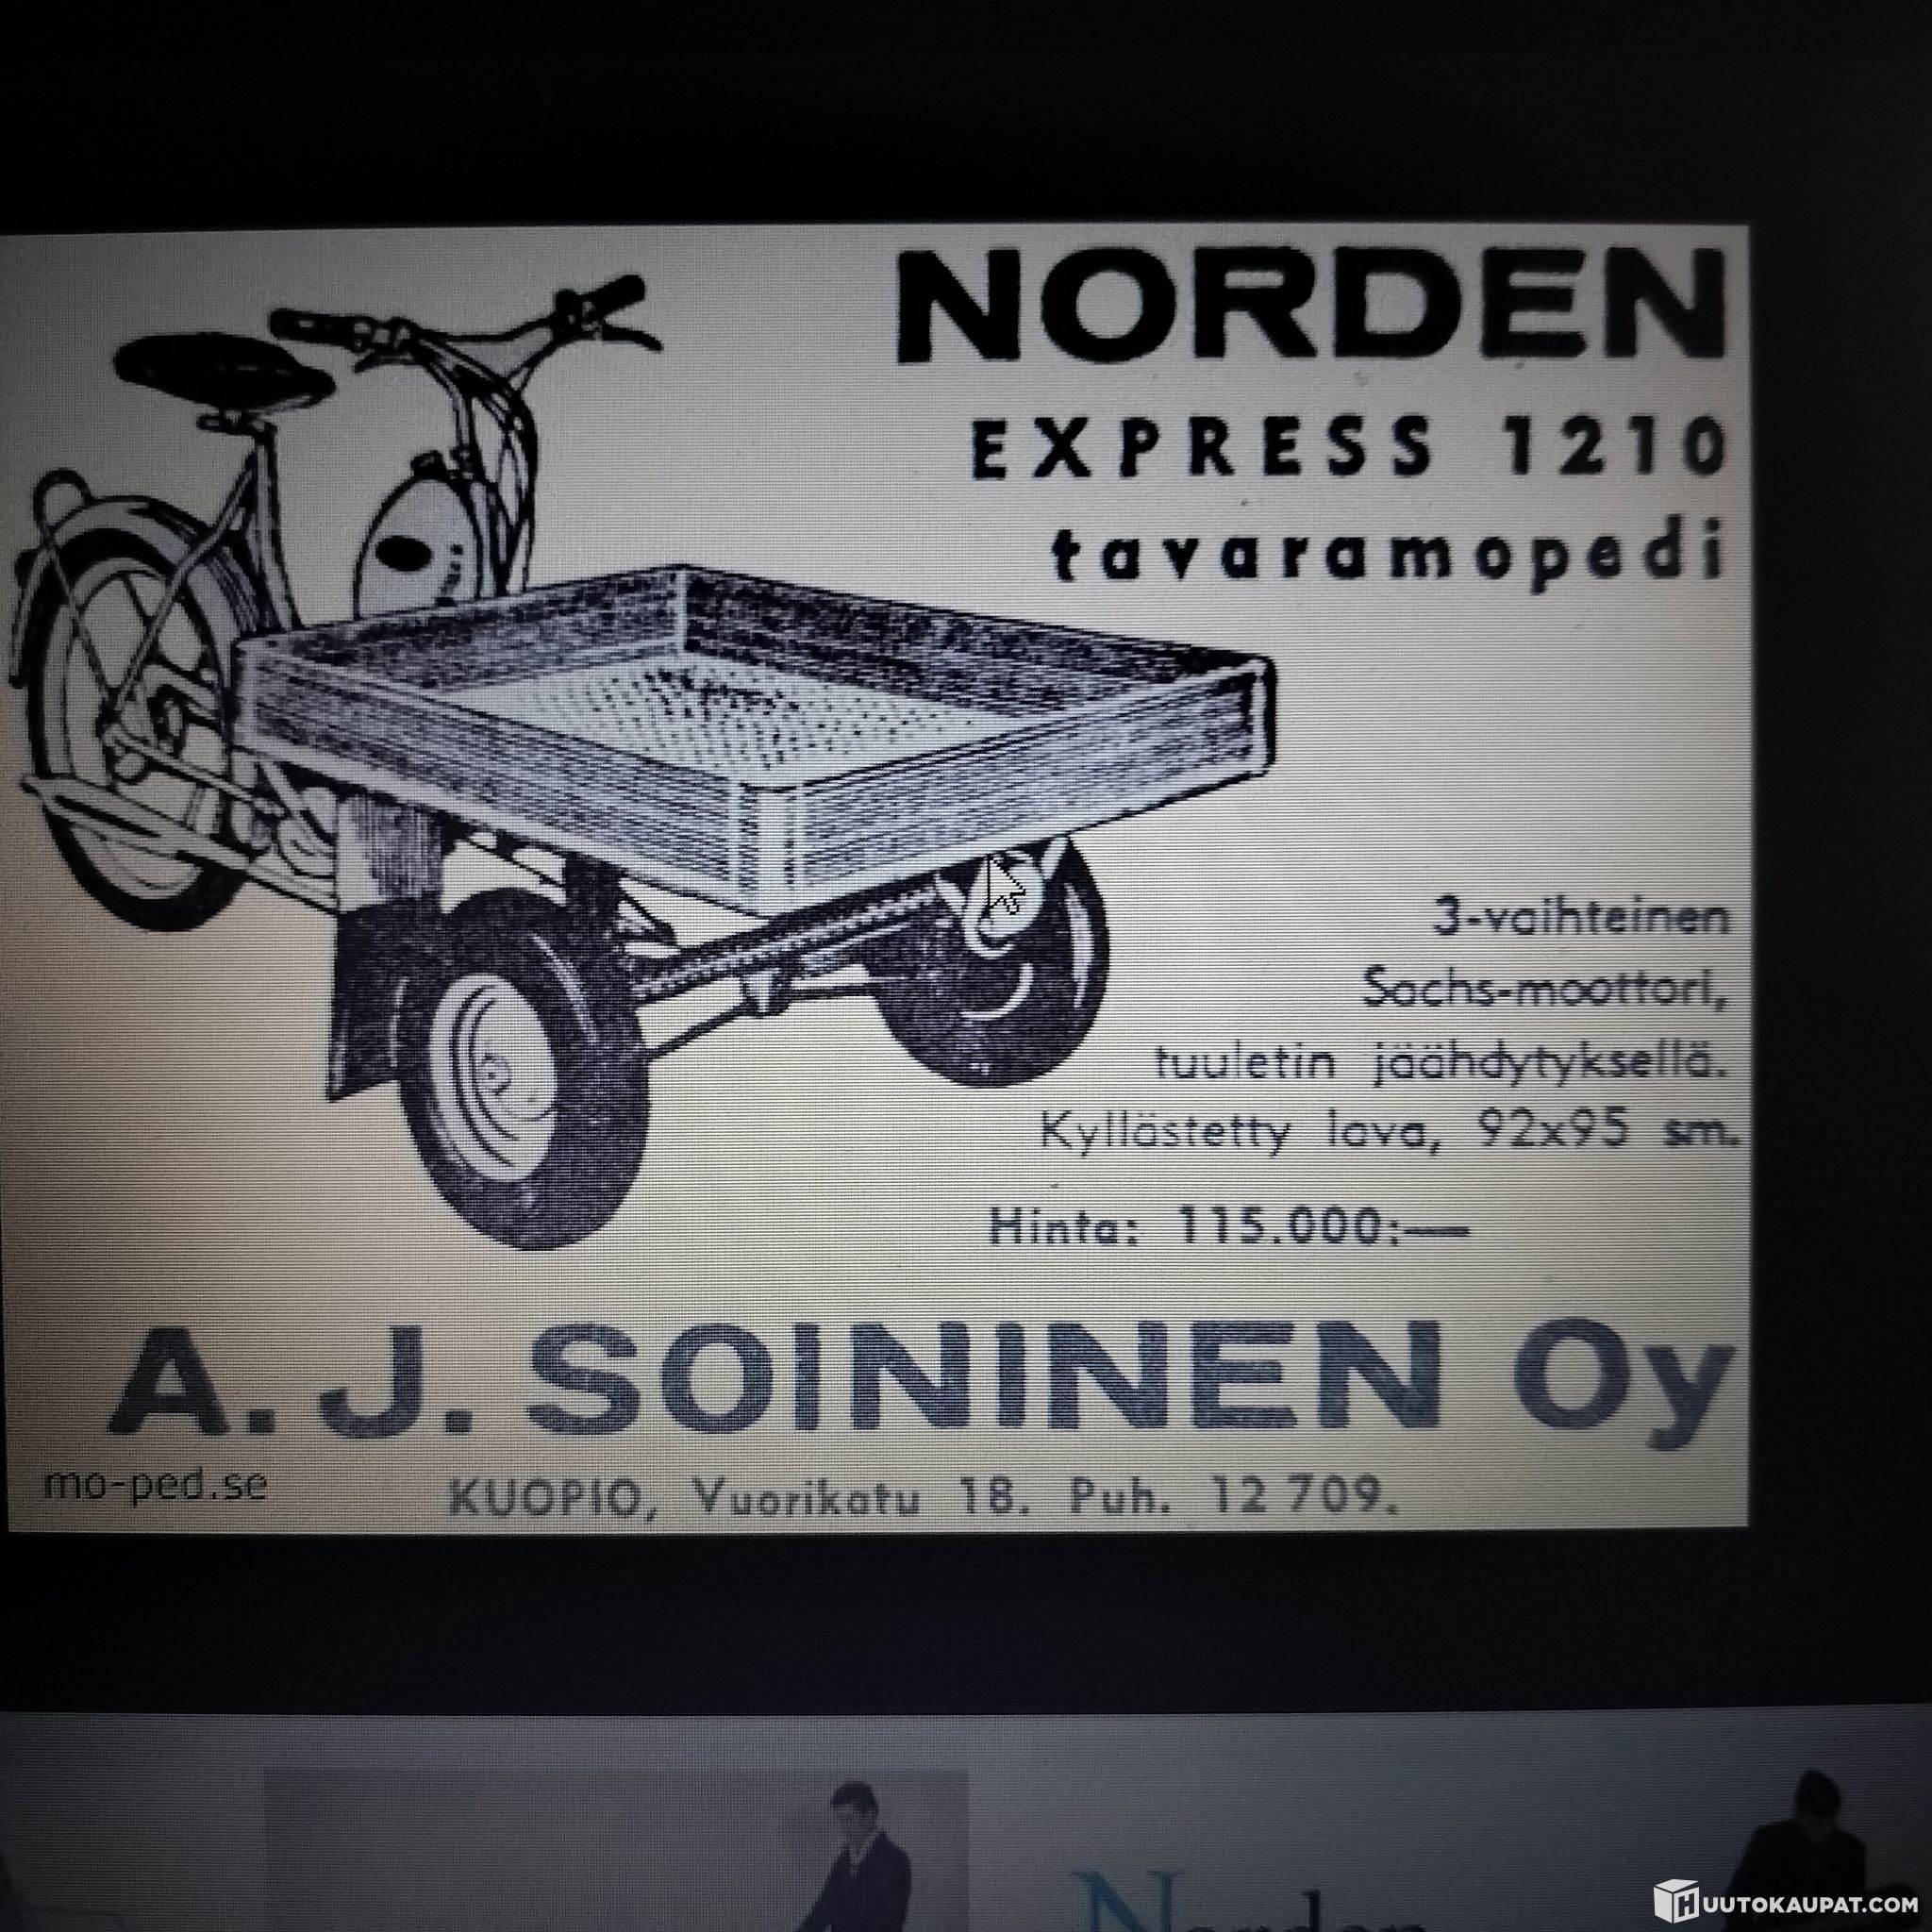 NORDEN
EXPRESS 1210
tavaramopedi
3-vaihteinen
Sachs-moottori,
tuuletin jäähdytyksellä.
Kyllästetty lava, 92x95 sm.
Hinta: 115.000:—
A. J. SOININEN Oy
mo-ped.se
KUOPIO, Vuorikatu 18. Puh. 12 709.
Norden
HUUTOKAUPAT.COM